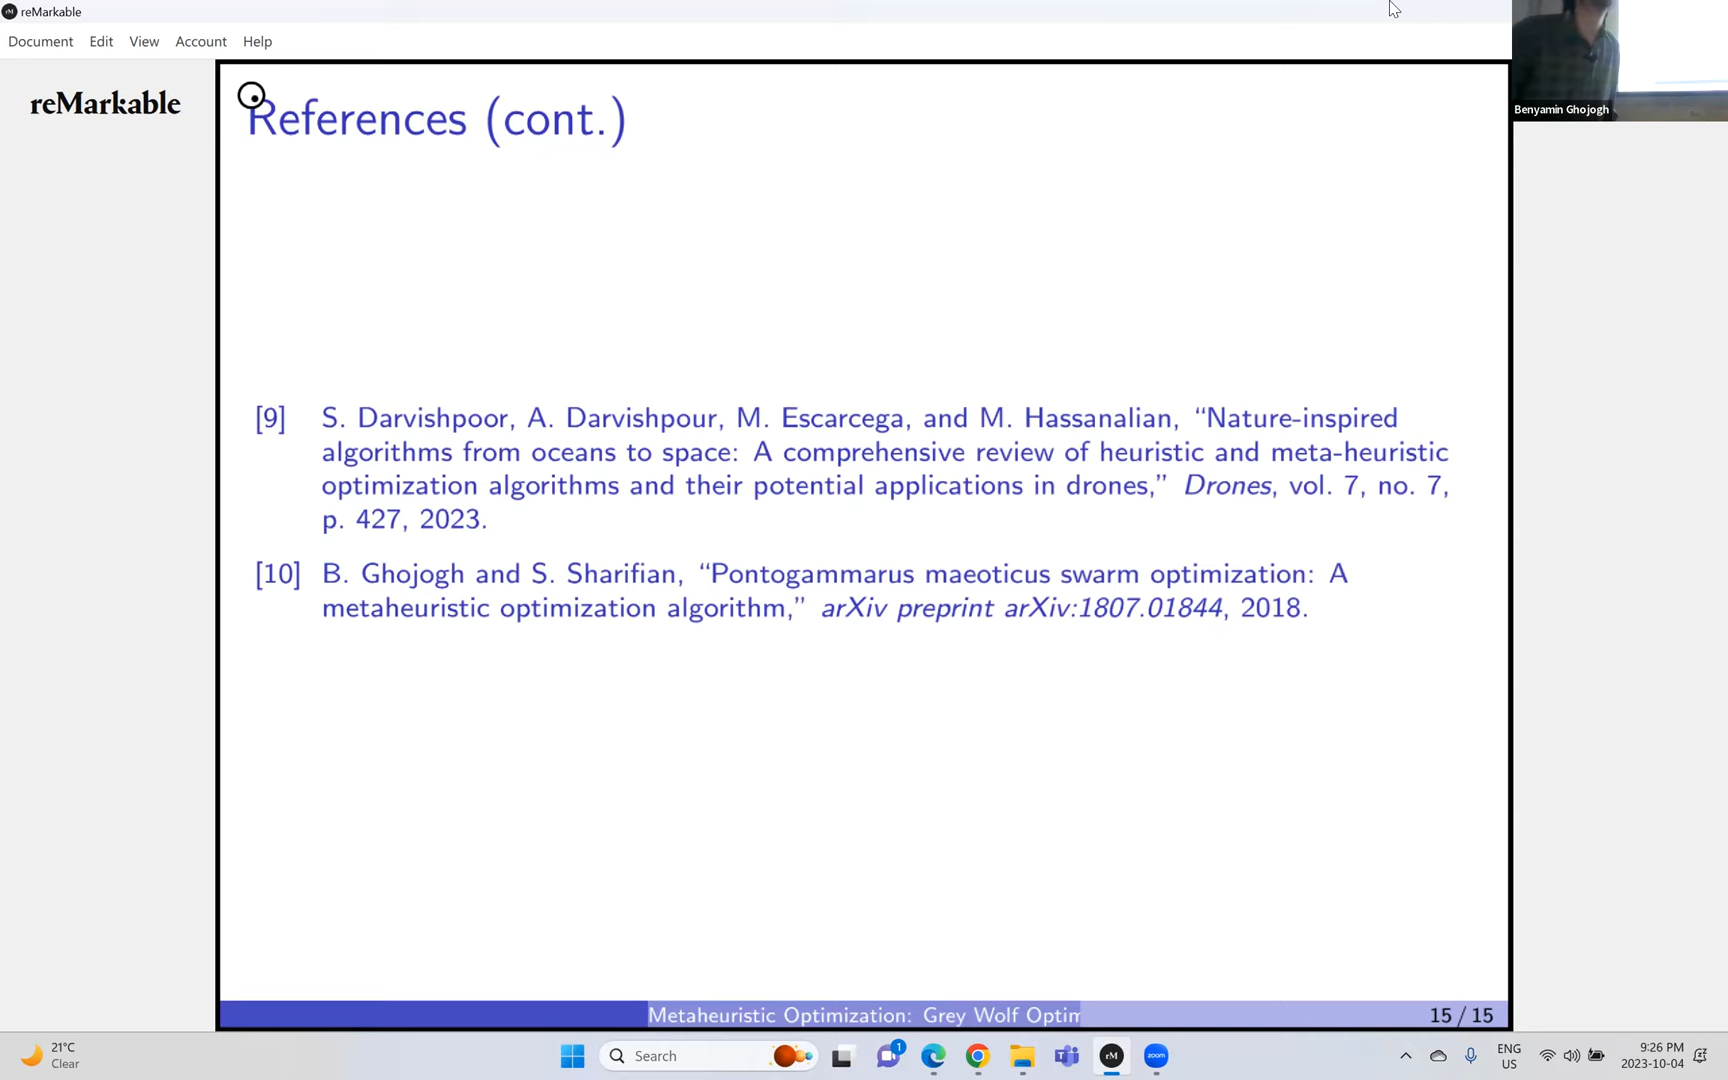 rM reMarkable
Document Edit View Account Help
reMarkable
Benyamin Ghojogh
References (cont.)
[9] S. Darvishpoor, A. Darvishpour, M. Escarcega, and M. Hassanalian, “Nature-inspired
algorithms from oceans to space: A comprehensive review of heuristic and meta-heuristic
optimization algorithms and their potential applications in drones,” Drones, vol. 7, no. 7,
p. 427, 2023.
[10] B. Ghojogh and S. Sharifian, “Pontogammarus maeoticus swarm optimization: A
metaheuristic optimization algorithm,” arXiv preprint arXiv:1807.01844, 2018.
Metaheuristic Optimization: Grey Wolf Optim
15 / 15
21°C
Clear
Search
1
rM
zoom
ENG
US
9:26 PM
2023-10-04